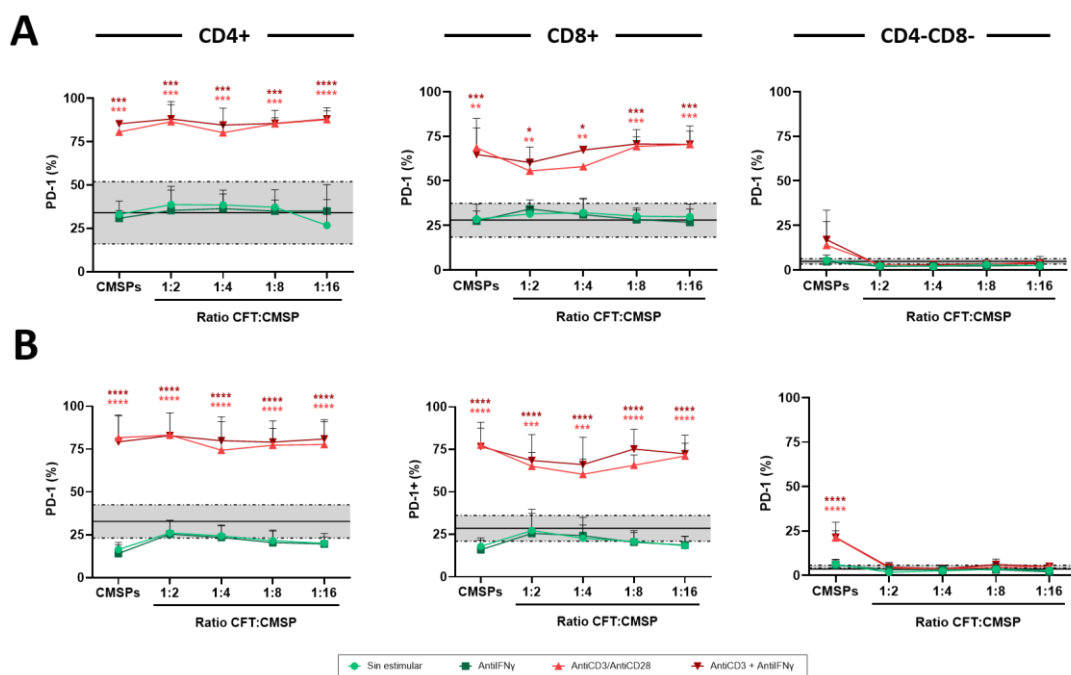 A
CD4+
CD8+
CD4-CD8-
*** *** *** *** ****
*** *** *** *** ****
PD-1 (%)
100
75
50
25
0
CMSPs 1:2 1:4 1:8 1:16
Ratio CFT:CMSP
*** * * *** ***
** ** ** *** ***
PD-1 (%)
100
75
50
25
0
CMSPs 1:2 1:4 1:8 1:16
Ratio CFT:CMSP
PD-1 (%)
100
75
50
25
0
CMSPs 1:2 1:4 1:8 1:16
Ratio CFT:CMSP
B
**** **** **** **** ****
**** **** **** **** ****
PD-1 (%)
100
75
50
25
0
CMSPs 1:2 1:4 1:8 1:16
Ratio CFT:CMSP
**** **** **** **** ****
**** *** *** **** ****
PD-1+ (%)
100
75
50
25
0
CMSPs 1:2 1:4 1:8 1:16
Ratio CFT:CMSP
****
****
PD-1 (%)
100
75
50
25
0
CMSPs 1:2 1:4 1:8 1:16
Ratio CFT:CMSP
Sin estimular AntiIFNγ AntiCD3/AntiCD28 AntiCD3 + AntiIFNγ